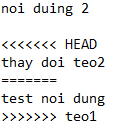 noi duing 2

<<<<<<< HEAD
thay doi teo2
=======
test noi dung
>>>>>>> teo1